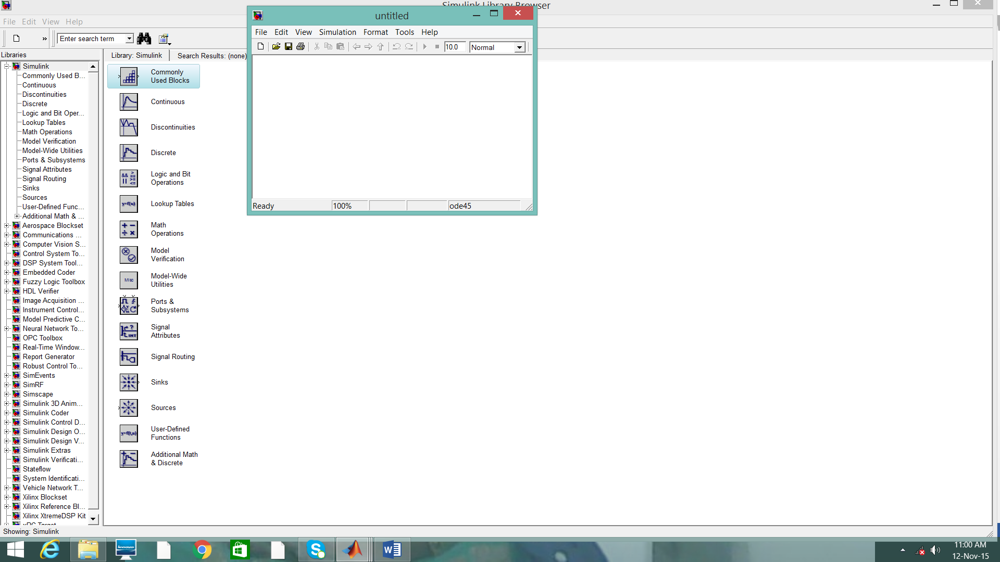 Simulink Library Browser
File Edit View Help
» Enter search term
Libraries
Library: Simulink
Search Results: (none)
Simulink
Commonly Used B...
Continuous
Discontinuities
Discrete
Logic and Bit Oper...
Lookup Tables
Math Operations
Model Verification
Model-Wide Utilities
Ports & Subsystems
Signal Attributes
Signal Routing
Sinks
Sources
User-Defined Func...
Additional Math & ...
Aerospace Blockset
Communications ...
Computer Vision S...
Control System To...
DSP System Tool...
Embedded Coder
Fuzzy Logic Toolbox
HDL Verifier
Image Acquisition ...
Instrument Control...
Model Predictive C...
Neural Network To...
OPC Toolbox
Real-Time Window...
Report Generator
Robust Control To...
SimEvents
SimRF
Simscape
Simulink 3D Anim...
Simulink Coder
Simulink Control D...
Simulink Design O...
Simulink Design V...
Simulink Extras
Simulink Verificati...
Stateflow
System Identificati...
Vehicle Network T...
Xilinx Blockset
Xilinx Reference Bl...
Xilinx XtremeDSP Kit
xPC Target
Commonly
Used Blocks
Continuous
Discontinuities
Discrete
Logic and Bit
Operations
y=f(u)
Lookup Tables
Math
Operations
Model
Verification
Misc
Model-Wide
Utilities
Ports &
Subsystems
Signal
Attributes
Signal Routing
Sinks
Sources
y=f(t,u)
User-Defined
Functions
Additional Math
& Discrete
untitled
File Edit View Simulation Format Tools Help
10.0 Normal
Ready 100% ode45
Showing: Simulink
11:00 AM
12-Nov-15